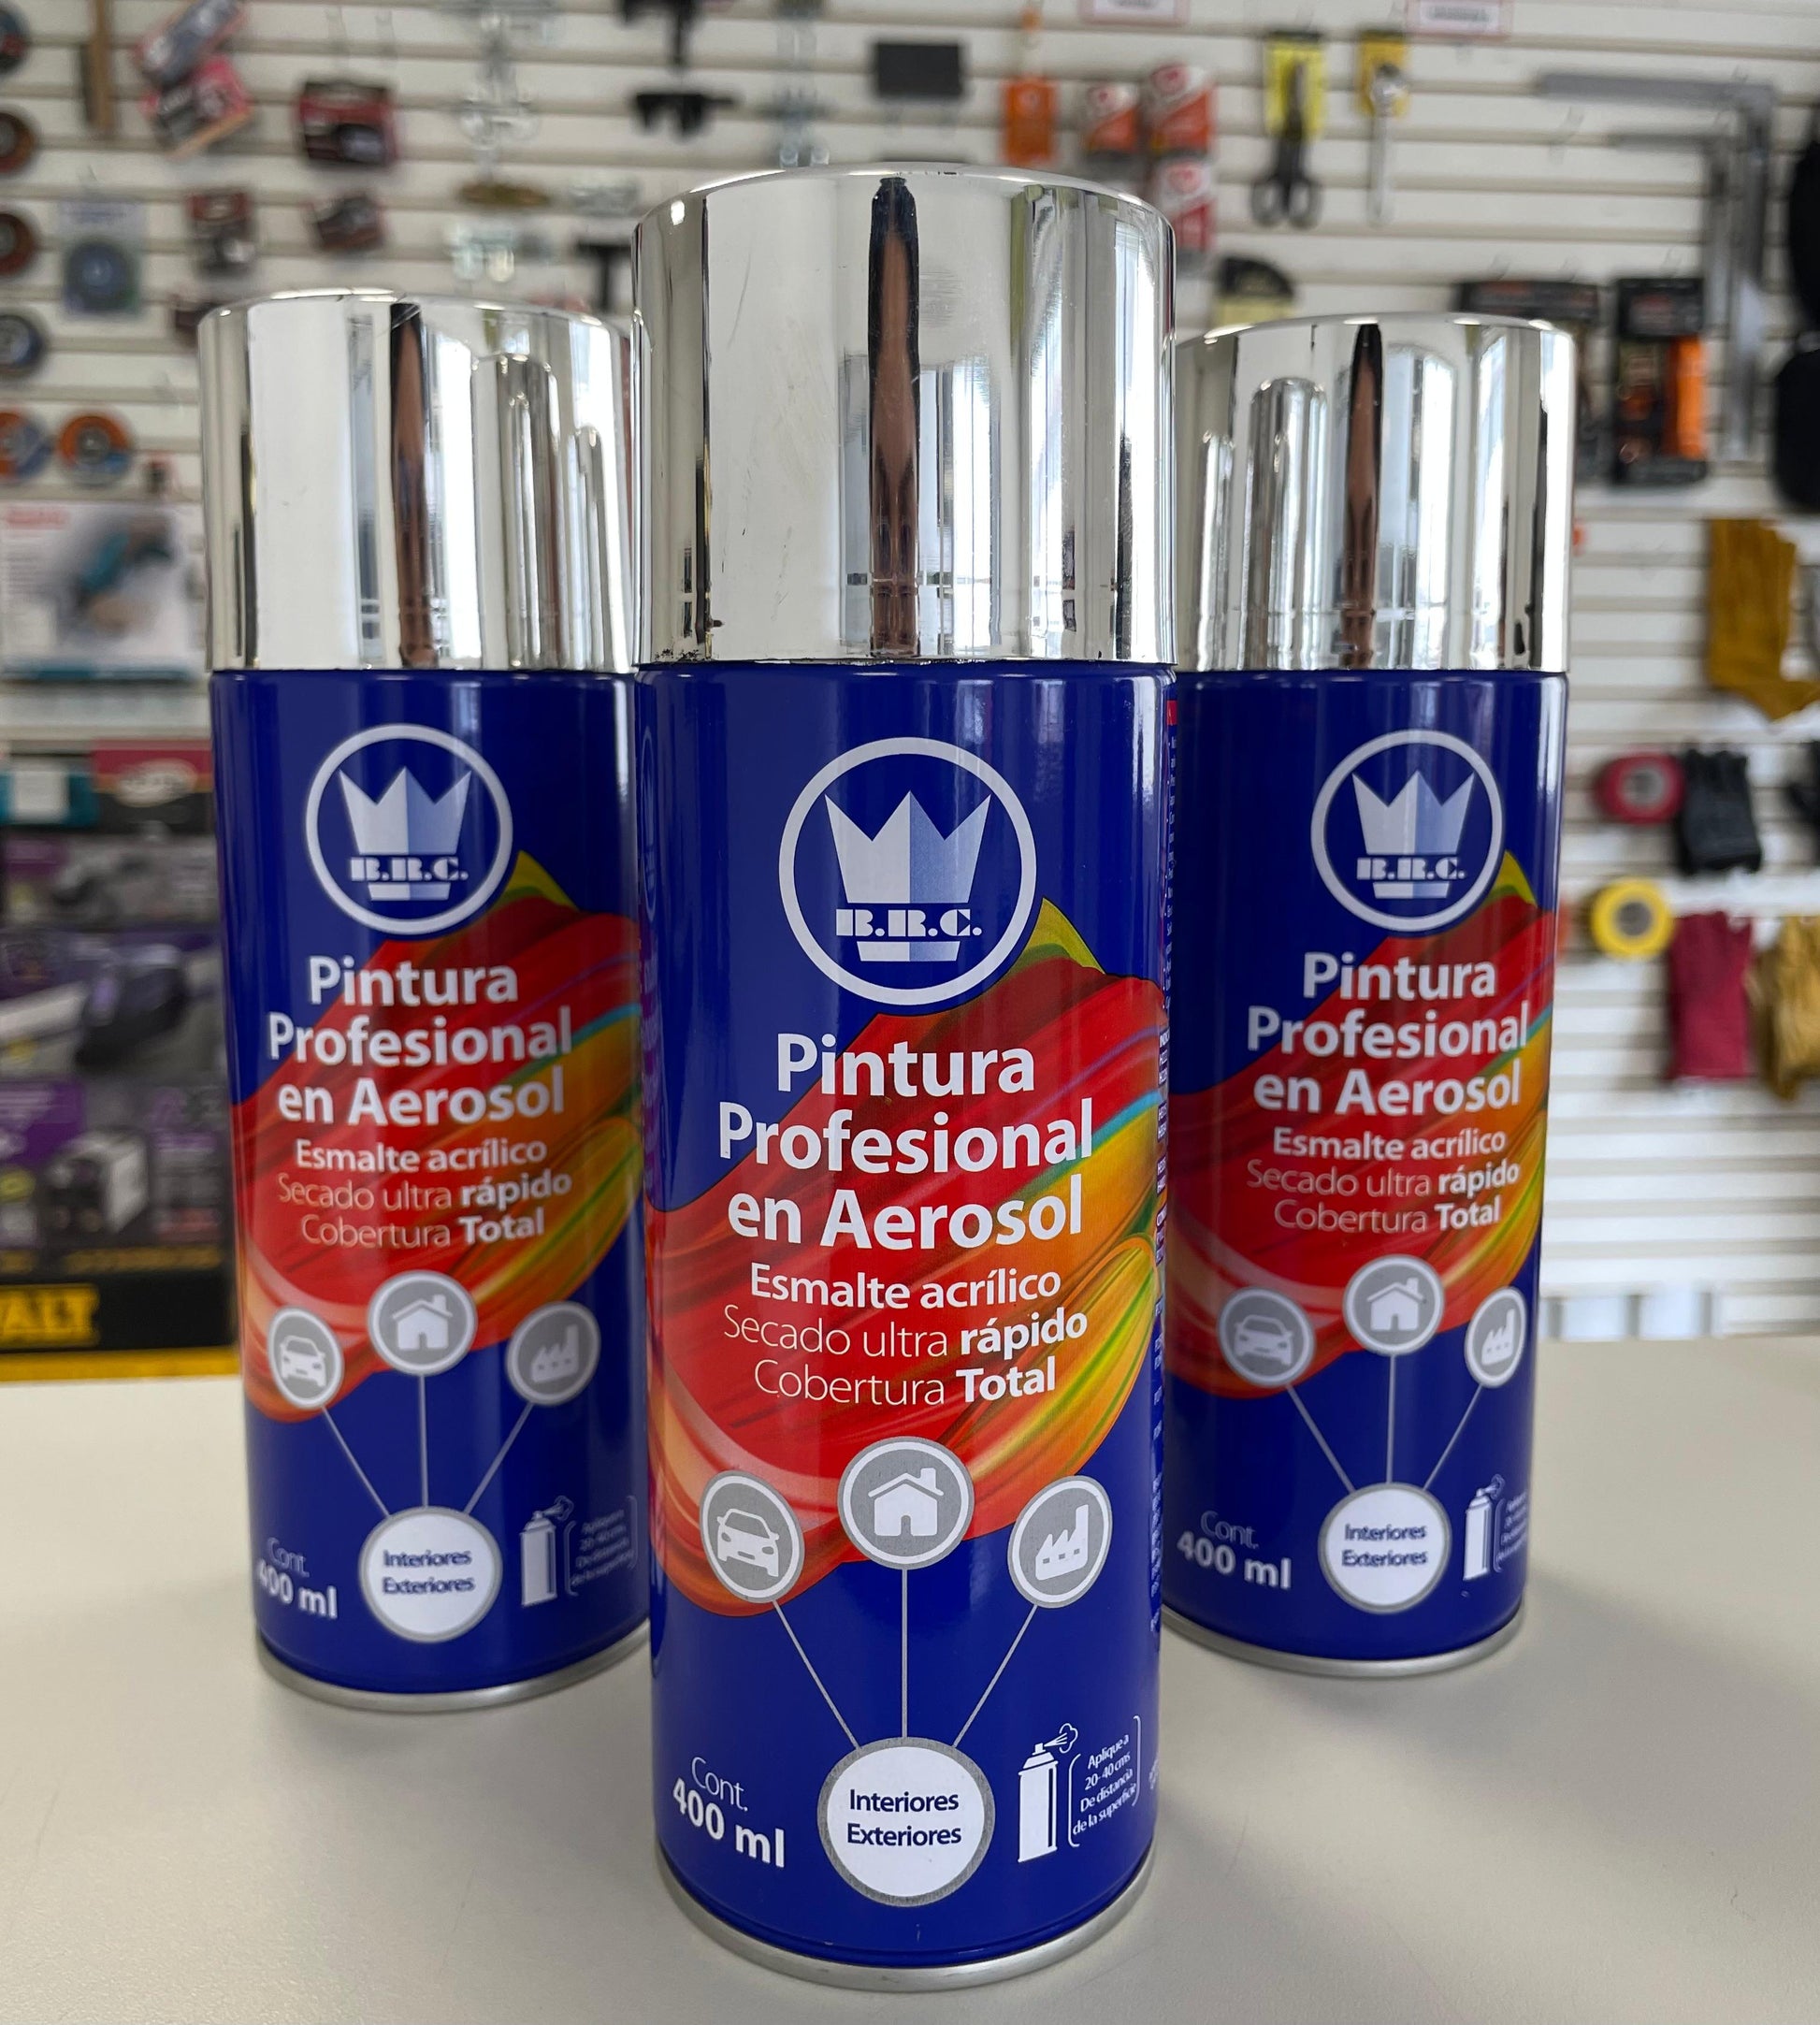 B.R.C.
Pintura
Profesional
en Aerosol
Esmalte acrílico
Secado ultra rápido
Cobertura Total
Cont.
400 ml
Interiores
Exteriores
B.R.C.
Pintura
Profesional
en Aerosol
Esmalte acrílico
Secado ultra rápido
Cobertura Total
Cont.
400 ml
Interiores
Exteriores
Aplique a
20-40 cms
De distancia
de la superficie
B.R.C.
Pintura
Profesional
en Aerosol
Esmalte acrílico
Secado ultra rápido
Cobertura Total
Cont.
400 ml
Interiores
Exteriores